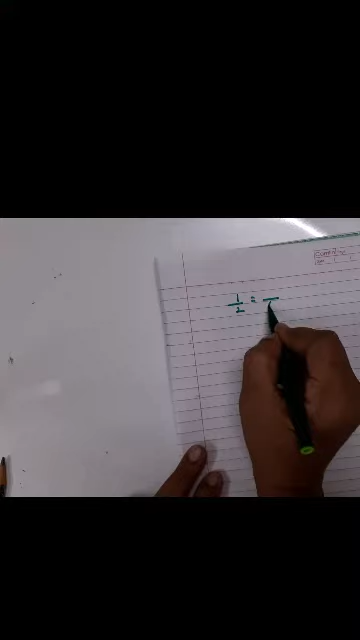 1/2 = —